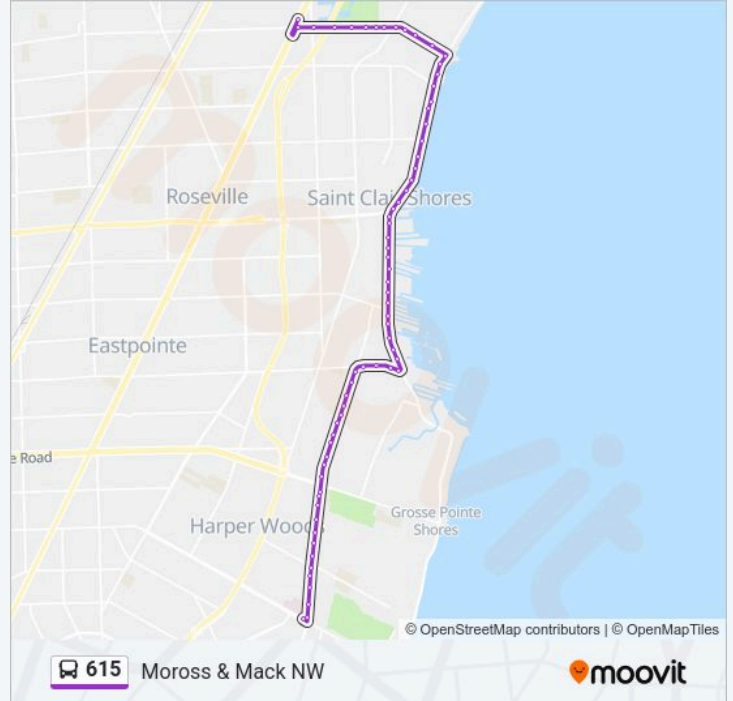 Roseville
Saint Clair Shores
Eastpointe
e Road
Harper Woods
Grosse Pointe
Shores
© OpenStreetMap contributors | © OpenMapTiles
615 Moross & Mack NW
moovit
moovit